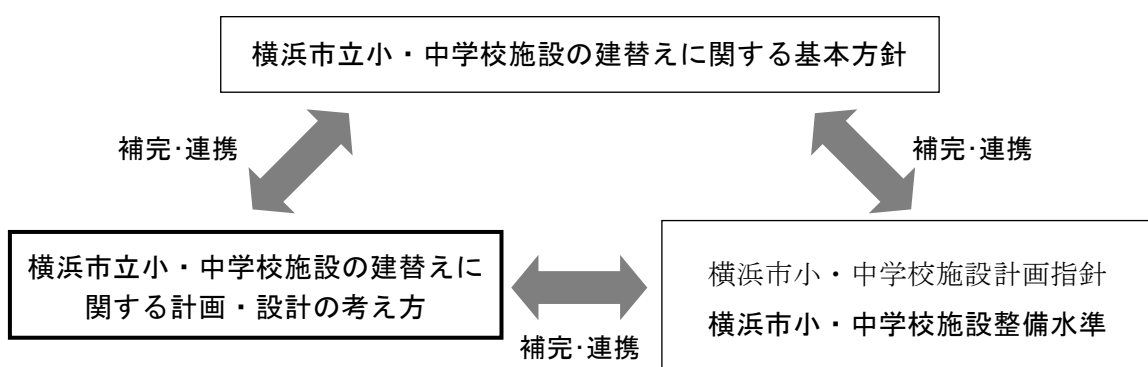 横浜市立小・中学校施設の建替えに関する基本方針
補完･連携
補完･連携
横浜市立小・中学校施設の建替えに
関する計画・設計の考え方
横浜市小・中学校施設計画指針
横浜市小・中学校施設整備水準
補完･連携